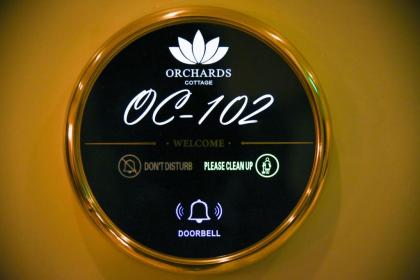 ORCHARDS
COTTAGE
OC-102
WELCOME
DON'T DISTURB PLEASE CLEAN UP
DOORBELL